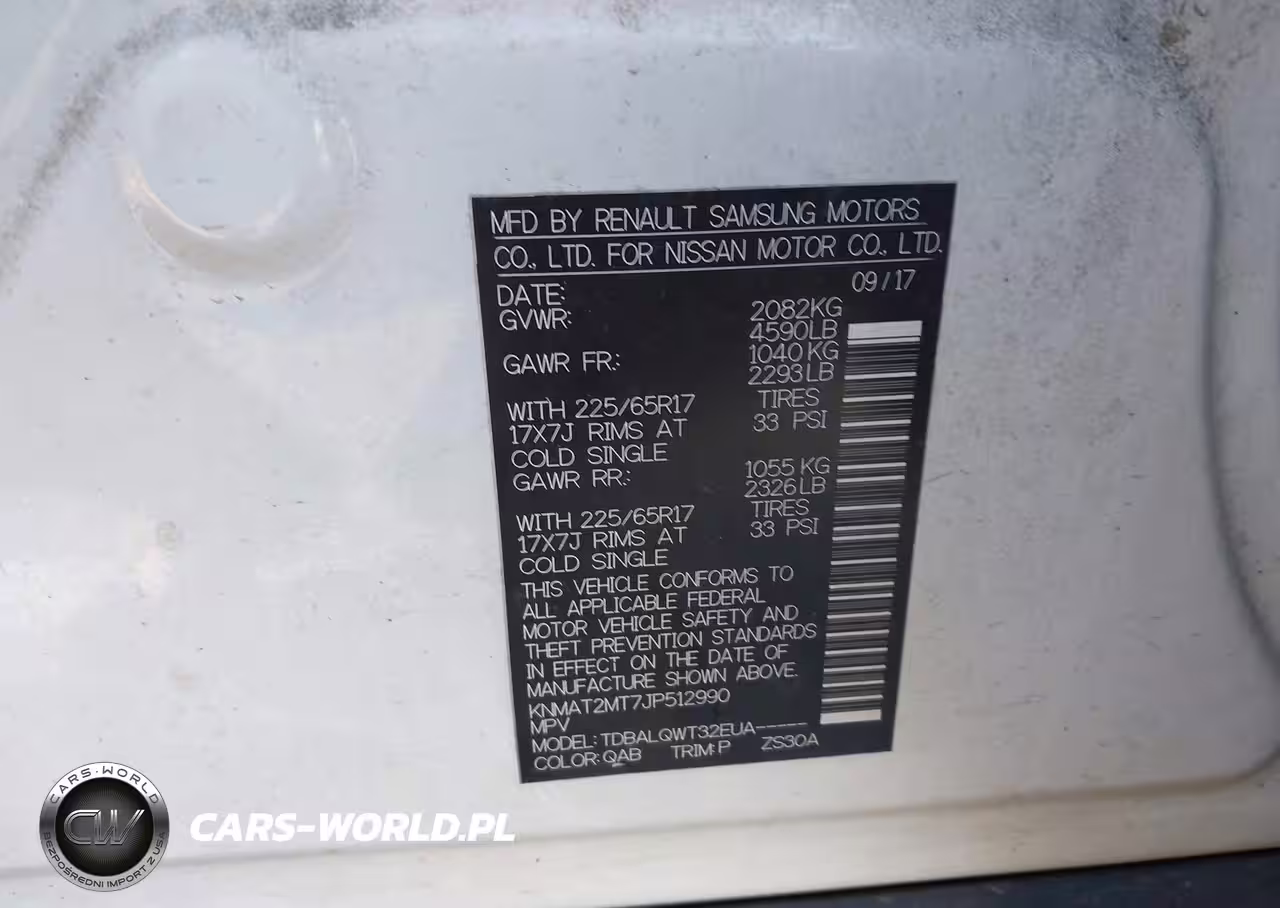 MFD BY RENAULT SAMSUNG MOTORS
CO., LTD. FOR NISSAN MOTOR CO., LTD.
DATE: 09/17
GVWR: 2082KG
4590LB
GAWR FR.: 1040KG
2293LB
WITH 225/65R17 TIRES
17X7J RIMS AT 33 PSI
COLD SINGLE
GAWR RR.: 1055KG
2326LB
WITH 225/65R17 TIRES
17X7J RIMS AT 33 PSI
COLD SINGLE
THIS VEHICLE CONFORMS TO
ALL APPLICABLE FEDERAL
MOTOR VEHICLE SAFETY AND
THEFT PREVENTION STANDARDS
IN EFFECT ON THE DATE OF
MANUFACTURE SHOWN ABOVE.
KNMAT2MT7JP512990
MPV
MODEL: TDBALQWT32EUA-----
COLOR: QAB TRIM: P ZS30A
CARS-WORLD
CW
BEZPOŚREDNI IMPORT Z USA
CARS-WORLD.PL